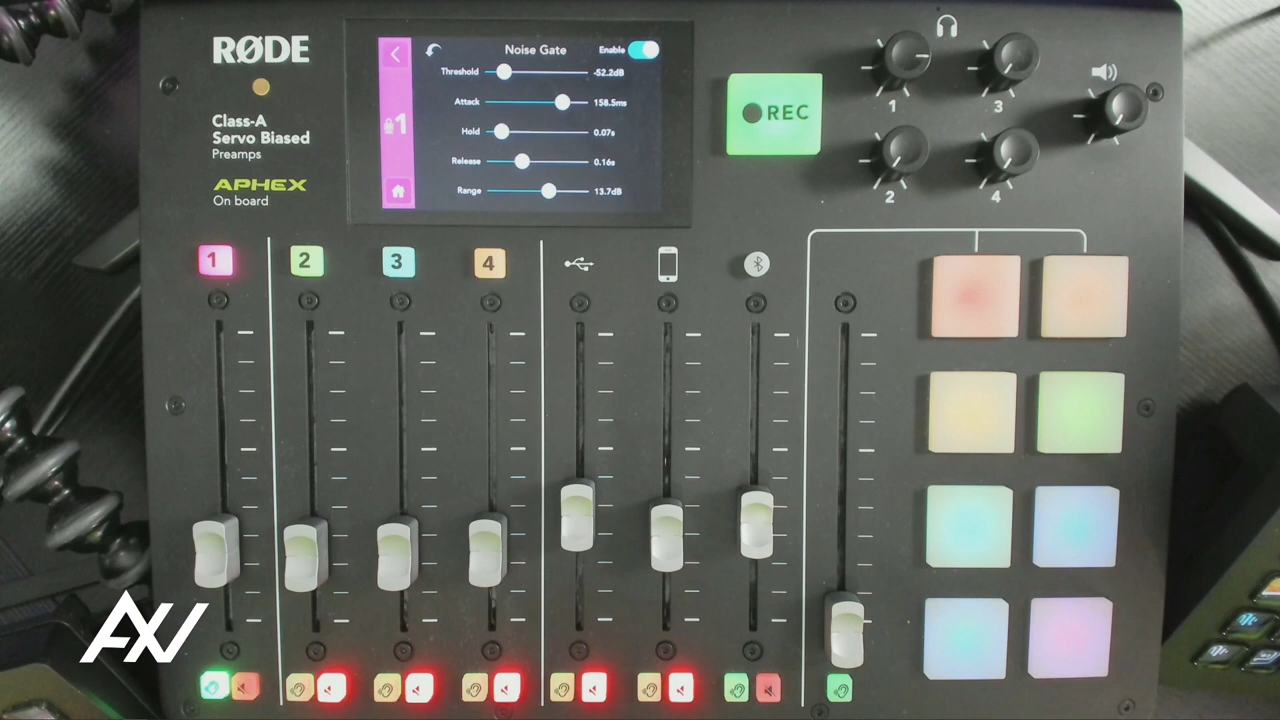 RØDE
Class-A
Servo Biased
Preamps
APHEX
On board
1
Noise Gate
Enable
Threshold -52.2dB
Attack 158.5ms
Hold 0.07s
Release 0.16s
Range 13.7dB
REC
1
3
2
4
1
2
3
4
AXV